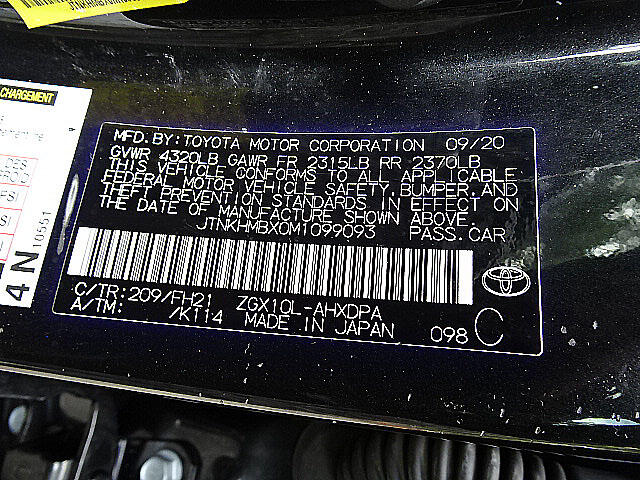 CHARGEMENT
4 N 10551
MFD.BY:TOYOTA MOTOR CORPORATION 09/20
GVWR 4320LB GAWR FR 2315LB RR 2370LB
THIS VEHICLE CONFORMS TO ALL APPLICABLE
FEDERAL MOTOR VEHICLE SAFETY, BUMPER, AND
THEFT PREVENTION STANDARDS IN EFFECT ON
THE DATE OF MANUFACTURE SHOWN ABOVE.
JTNKHMBX0M1099093 PASS.CAR
C/TR:209/FH21 ZGX10L-AHXDPA
A/TM: /K114 MADE IN JAPAN 098 C